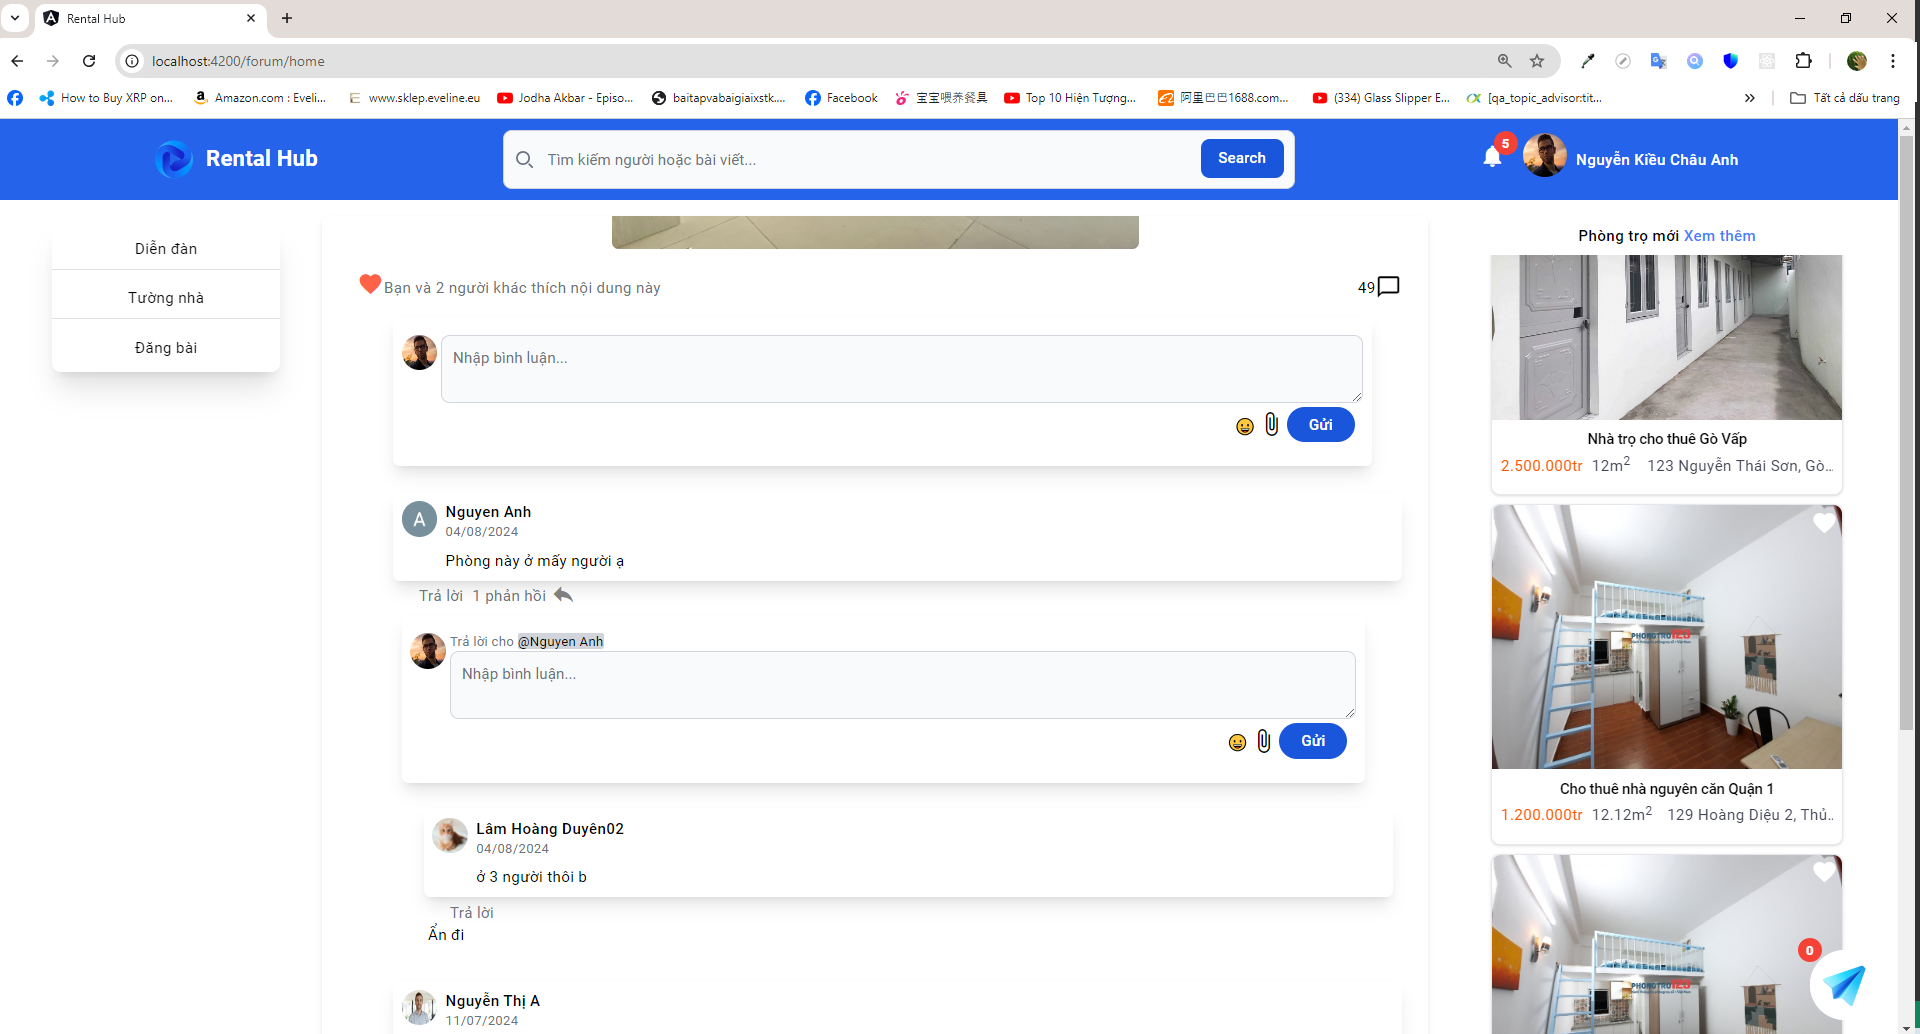 Rental Hub
localhost:4200/forum/home
How to Buy XRP on...
Amazon.com : Eveli...
www.sklep.eveline.eu
Jodha Akbar - Episo...
baitapvabaigiaixstk....
Facebook
宝宝喂养餐具
Top 10 Hiện Tượng...
阿里巴巴1688.com...
(334) Glass Slipper E...
[qa_topic_advisor:tit...
Tất cả dấu trang
Rental Hub
Tìm kiếm người hoặc bài viết...
Search
5
Nguyễn Kiều Châu Anh
Diễn đàn
Tường nhà
Đăng bài
Bạn và 2 người khác thích nội dung này
49
Nhập bình luận...
Gửi
A
Nguyen Anh
04/08/2024
Phòng này ở mấy người ạ
Trả lời 1 phản hồi
Trả lời cho @Nguyen Anh
Nhập bình luận...
Gửi
Lâm Hoàng Duyên02
04/08/2024
ở 3 người thôi b
Trả lời
Ẩn đi
Nguyễn Thị A
11/07/2024
Phòng trọ mới Xem thêm
Nhà trọ cho thuê Gò Vấp
2.500.000tr 12m2 123 Nguyễn Thái Sơn, Gò...
PHONGTRO123
Cho thuê nhà nguyên căn Quận 1
1.200.000tr 12.12m2 129 Hoàng Diệu 2, Thủ...
PHONGTRO123
0